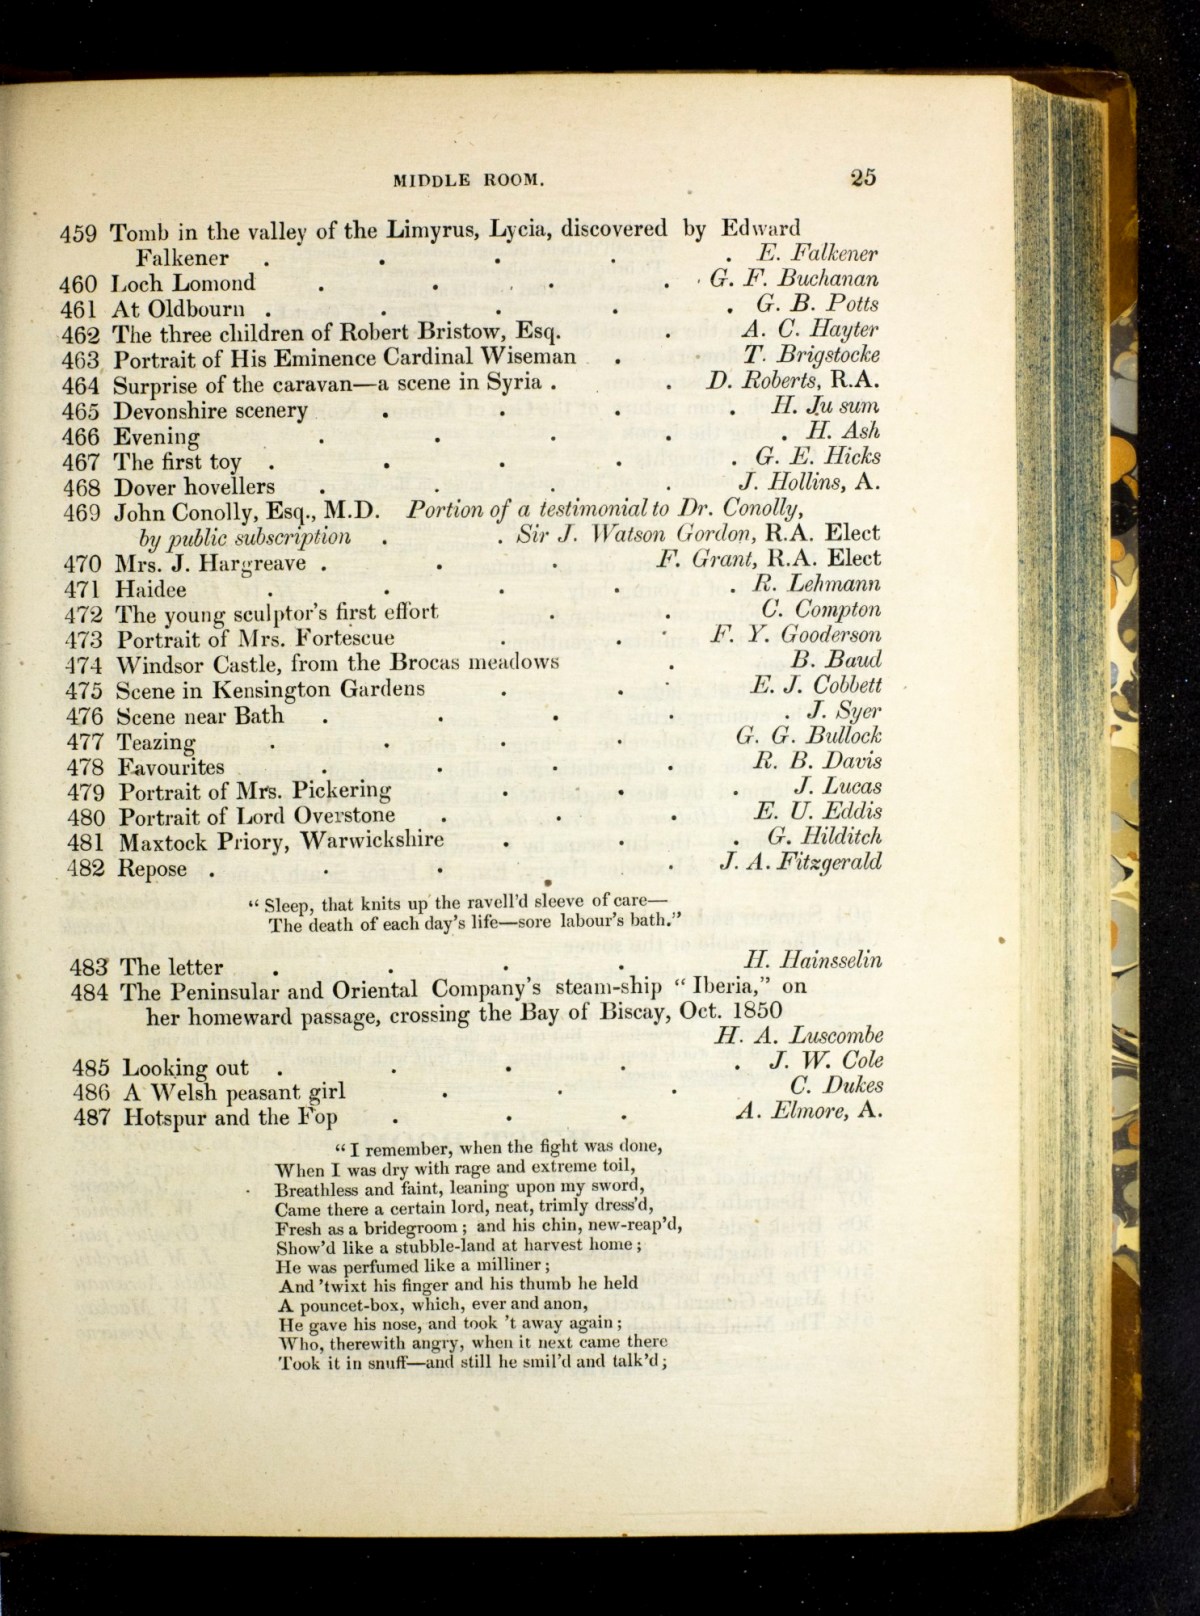 MIDDLE ROOM. 25
459 Tomb in the valley of the Limyrus, Lycia, discovered by Edward
Falkener . . . . . E. Falkener
460 Loch Lomond . . . . G. F. Buchanan
461 At Oldbourn . . . . . G. B. Potts
462 The three children of Robert Bristow, Esq. . A. C. Hayter
463 Portrait of His Eminence Cardinal Wiseman . T. Brigstocke
464 Surprise of the caravan—a scene in Syria . . D. Roberts, R.A.
465 Devonshire scenery . . . . H. Ju sum
466 Evening . . . . . H. Ash
467 The first toy . . . . . G. E. Hicks
468 Dover hovellers . . . . J. Hollins, A.
469 John Conolly, Esq., M.D. Portion of a testimonial to Dr. Conolly,
by public subscription . . Sir J. Watson Gordon, R.A. Elect
470 Mrs. J. Hargreave . . . F. Grant, R.A. Elect
471 Haidee . . . . . R. Lehmann
472 The young sculptor's first effort . . C. Compton
473 Portrait of Mrs. Fortescue . . F. Y. Gooderson
474 Windsor Castle, from the Brocas meadows . B. Baud
475 Scene in Kensington Gardens . . E. J. Cobbett
476 Scene near Bath . . . . . J. Syer
477 Teazing . . . G. G. Bullock
478 Favourites . . . . R. B. Davis
479 Portrait of Mrs. Pickering . . . J. Lucas
480 Portrait of Lord Overstone . . . E. U. Eddis
481 Maxtock Priory, Warwickshire . . . G. Hilditch
482 Repose . . . . J. A. Fitzgerald
“ Sleep, that knits up the ravell'd sleeve of care—
The death of each day's life—sore labour's bath.”
483 The letter . . . . H. Hainsselin
484 The Peninsular and Oriental Company's steam-ship “ Iberia,” on
her homeward passage, crossing the Bay of Biscay, Oct. 1850
H. A. Luscombe
485 Looking out . . . . . J. W. Cole
486 A Welsh peasant girl . . . C. Dukes
487 Hotspur and the Fop . . . A. Elmore, A.
“ I remember, when the fight was done,
When I was dry with rage and extreme toil,
Breathless and faint, leaning upon my sword,
Came there a certain lord, neat, trimly dress'd,
Fresh as a bridegroom ; and his chin, new-reap'd,
Show'd like a stubble-land at harvest home ;
He was perfumed like a milliner ;
And 'twixt his finger and his thumb he held
A pouncet-box, which, ever and anon,
He gave his nose, and took 't away again ;
Who, therewith angry, when it next came there
Took it in snuff—and still he smil'd and talk'd ;